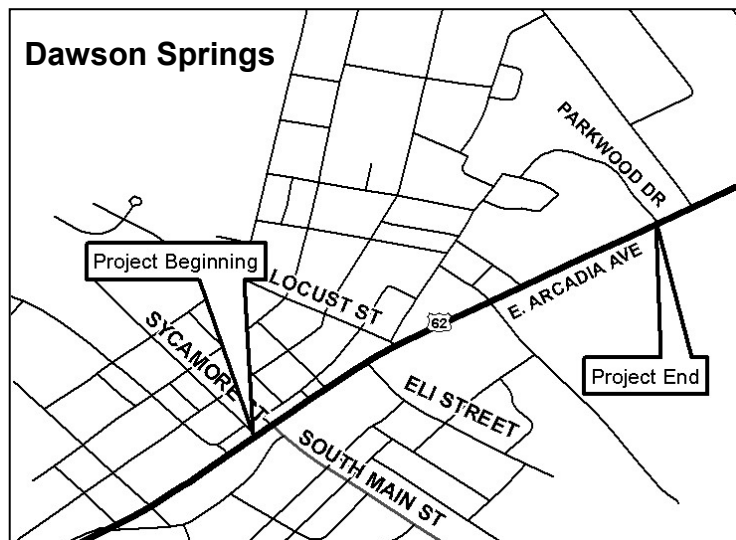 Dawson Springs
PARKWOOD DR
Project Beginning
LOCUST ST
E. ARCADIA AVE
62
SYCAMORE ST
Project End
ELI STREET
SOUTH MAIN ST